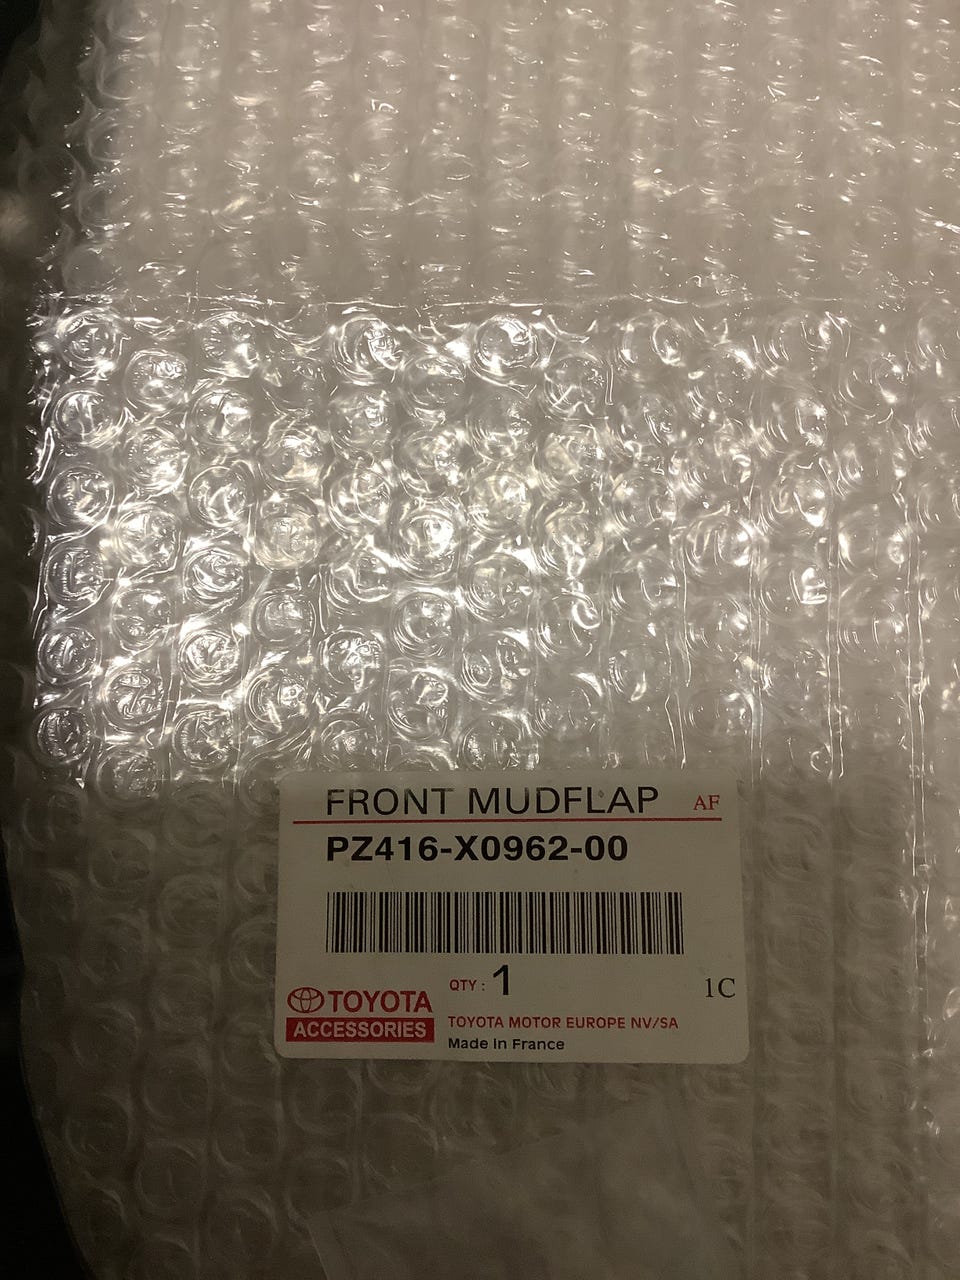 FRONT MUDFLAP AF
PZ416-X0962-00
QTY : 1
1C
TOYOTA
ACCESSORIES
TOYOTA MOTOR EUROPE NV/SA
Made In France